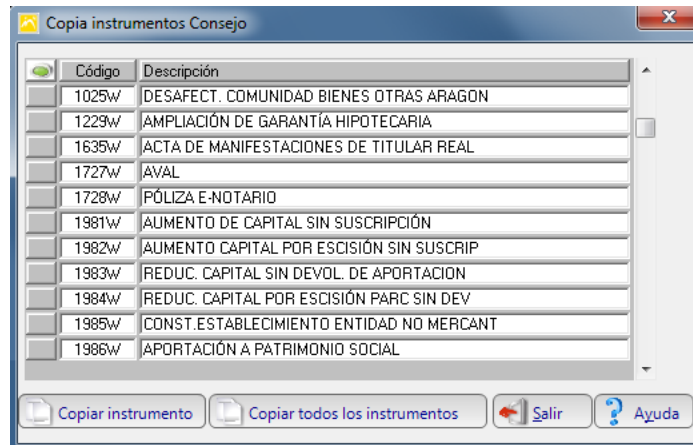 Copia instrumentos Consejo
Código Descripción
1025W DESAFECT. COMUNIDAD BIENES OTRAS ARAGON
1229W AMPLIACIÓN DE GARANTÍA HIPOTECARIA
1635W ACTA DE MANIFESTACIONES DE TITULAR REAL
1727W AVAL
1728W PÓLIZA E-NOTARIO
1981W AUMENTO DE CAPITAL SIN SUSCRIPCIÓN
1982W AUMENTO CAPITAL POR ESCISIÓN SIN SUSCRIP
1983W REDUC. CAPITAL SIN DEVOL. DE APORTACION
1984W REDUC. CAPITAL POR ESCISIÓN PARC SIN DEV
1985W CONST.ESTABLECIMIENTO ENTIDAD NO MERCANT
1986W APORTACIÓN A PATRIMONIO SOCIAL
Copiar instrumento Copiar todos los instrumentos Salir Ayuda